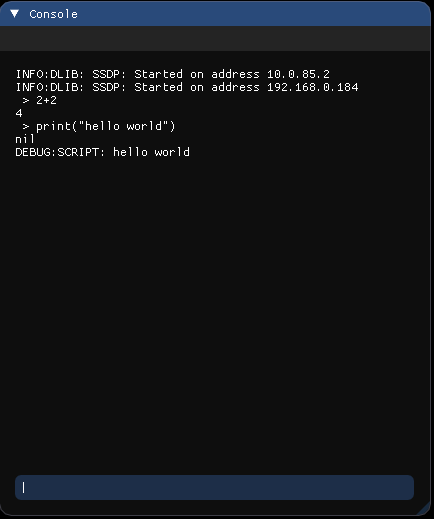 Console
INFO:DLIB: SSDP: Started on address 10.0.85.2
INFO:DLIB: SSDP: Started on address 192.168.0.184
> 2+2
4
> print("hello world")
nil
DEBUG:SCRIPT: hello world